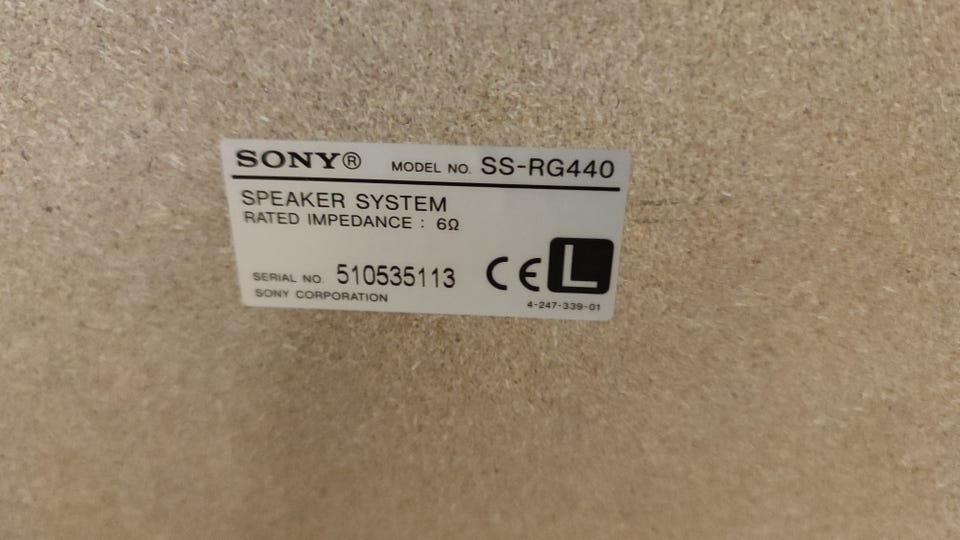 SONY® MODEL NO. SS-RG440
SPEAKER SYSTEM
RATED IMPEDANCE : 6Ω
SERIAL NO. 510535113 CE L
SONY CORPORATION 4-247-339-01